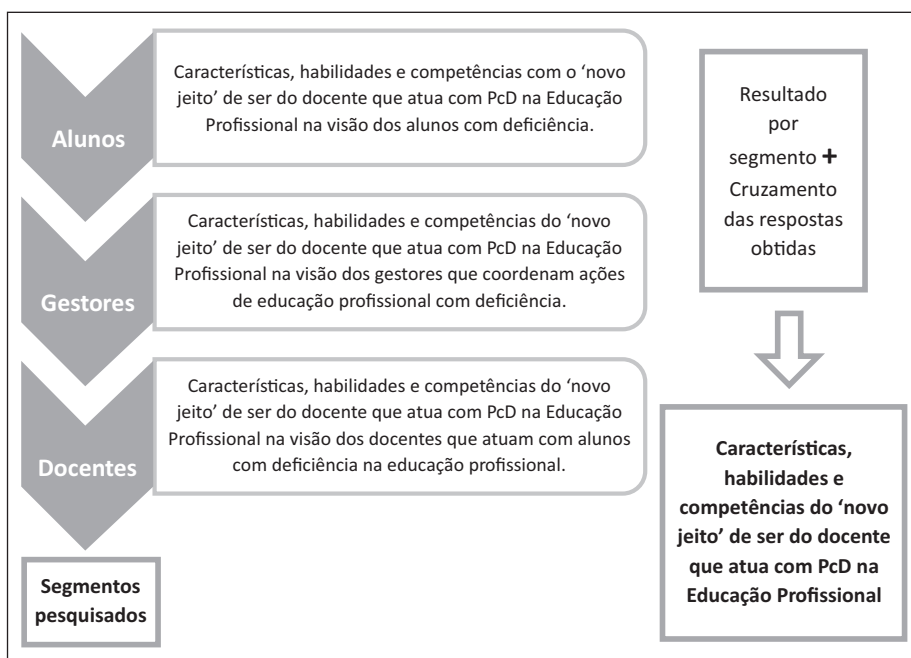 Alunos
Características, habilidades e competências com o ‘novo
jeito’ de ser do docente que atua com PcD na Educação
Profissional na visão dos alunos com deficiência.
Gestores
Características, habilidades e competências do ‘novo
jeito’ de ser do docente que atua com PcD na Educação
Profissional na visão dos gestores que coordenam ações
de educação profissional com deficiência.
Docentes
Características, habilidades e competências do ‘novo
jeito’ de ser do docente que atua com PcD na Educação
Profissional na visão dos docentes que atuam com alunos
com deficiência na educação profissional.
Segmentos
pesquisados
Resultado
por
segmento +
Cruzamento
das respostas
obtidas
Características,
habilidades e
competências do ‘novo
jeito’ de ser do docente
que atua com PcD na
Educação Profissional